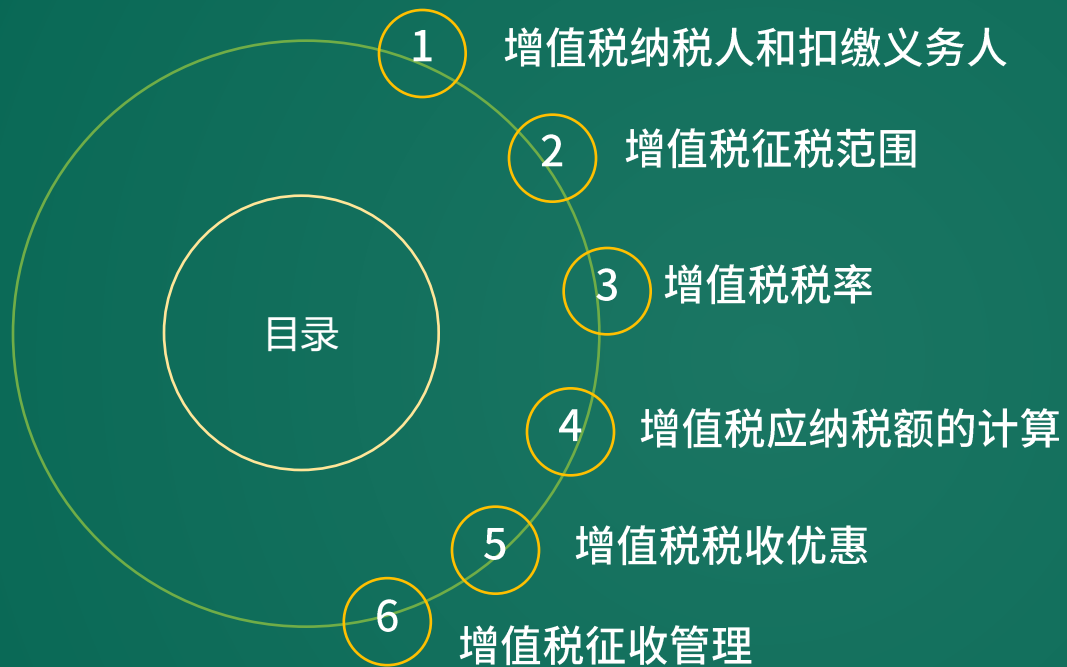 目录
1 增值税纳税人和扣缴义务人
2 增值税征税范围
3 增值税税率
4 增值税应纳税额的计算
5 增值税税收优惠
6 增值税征收管理